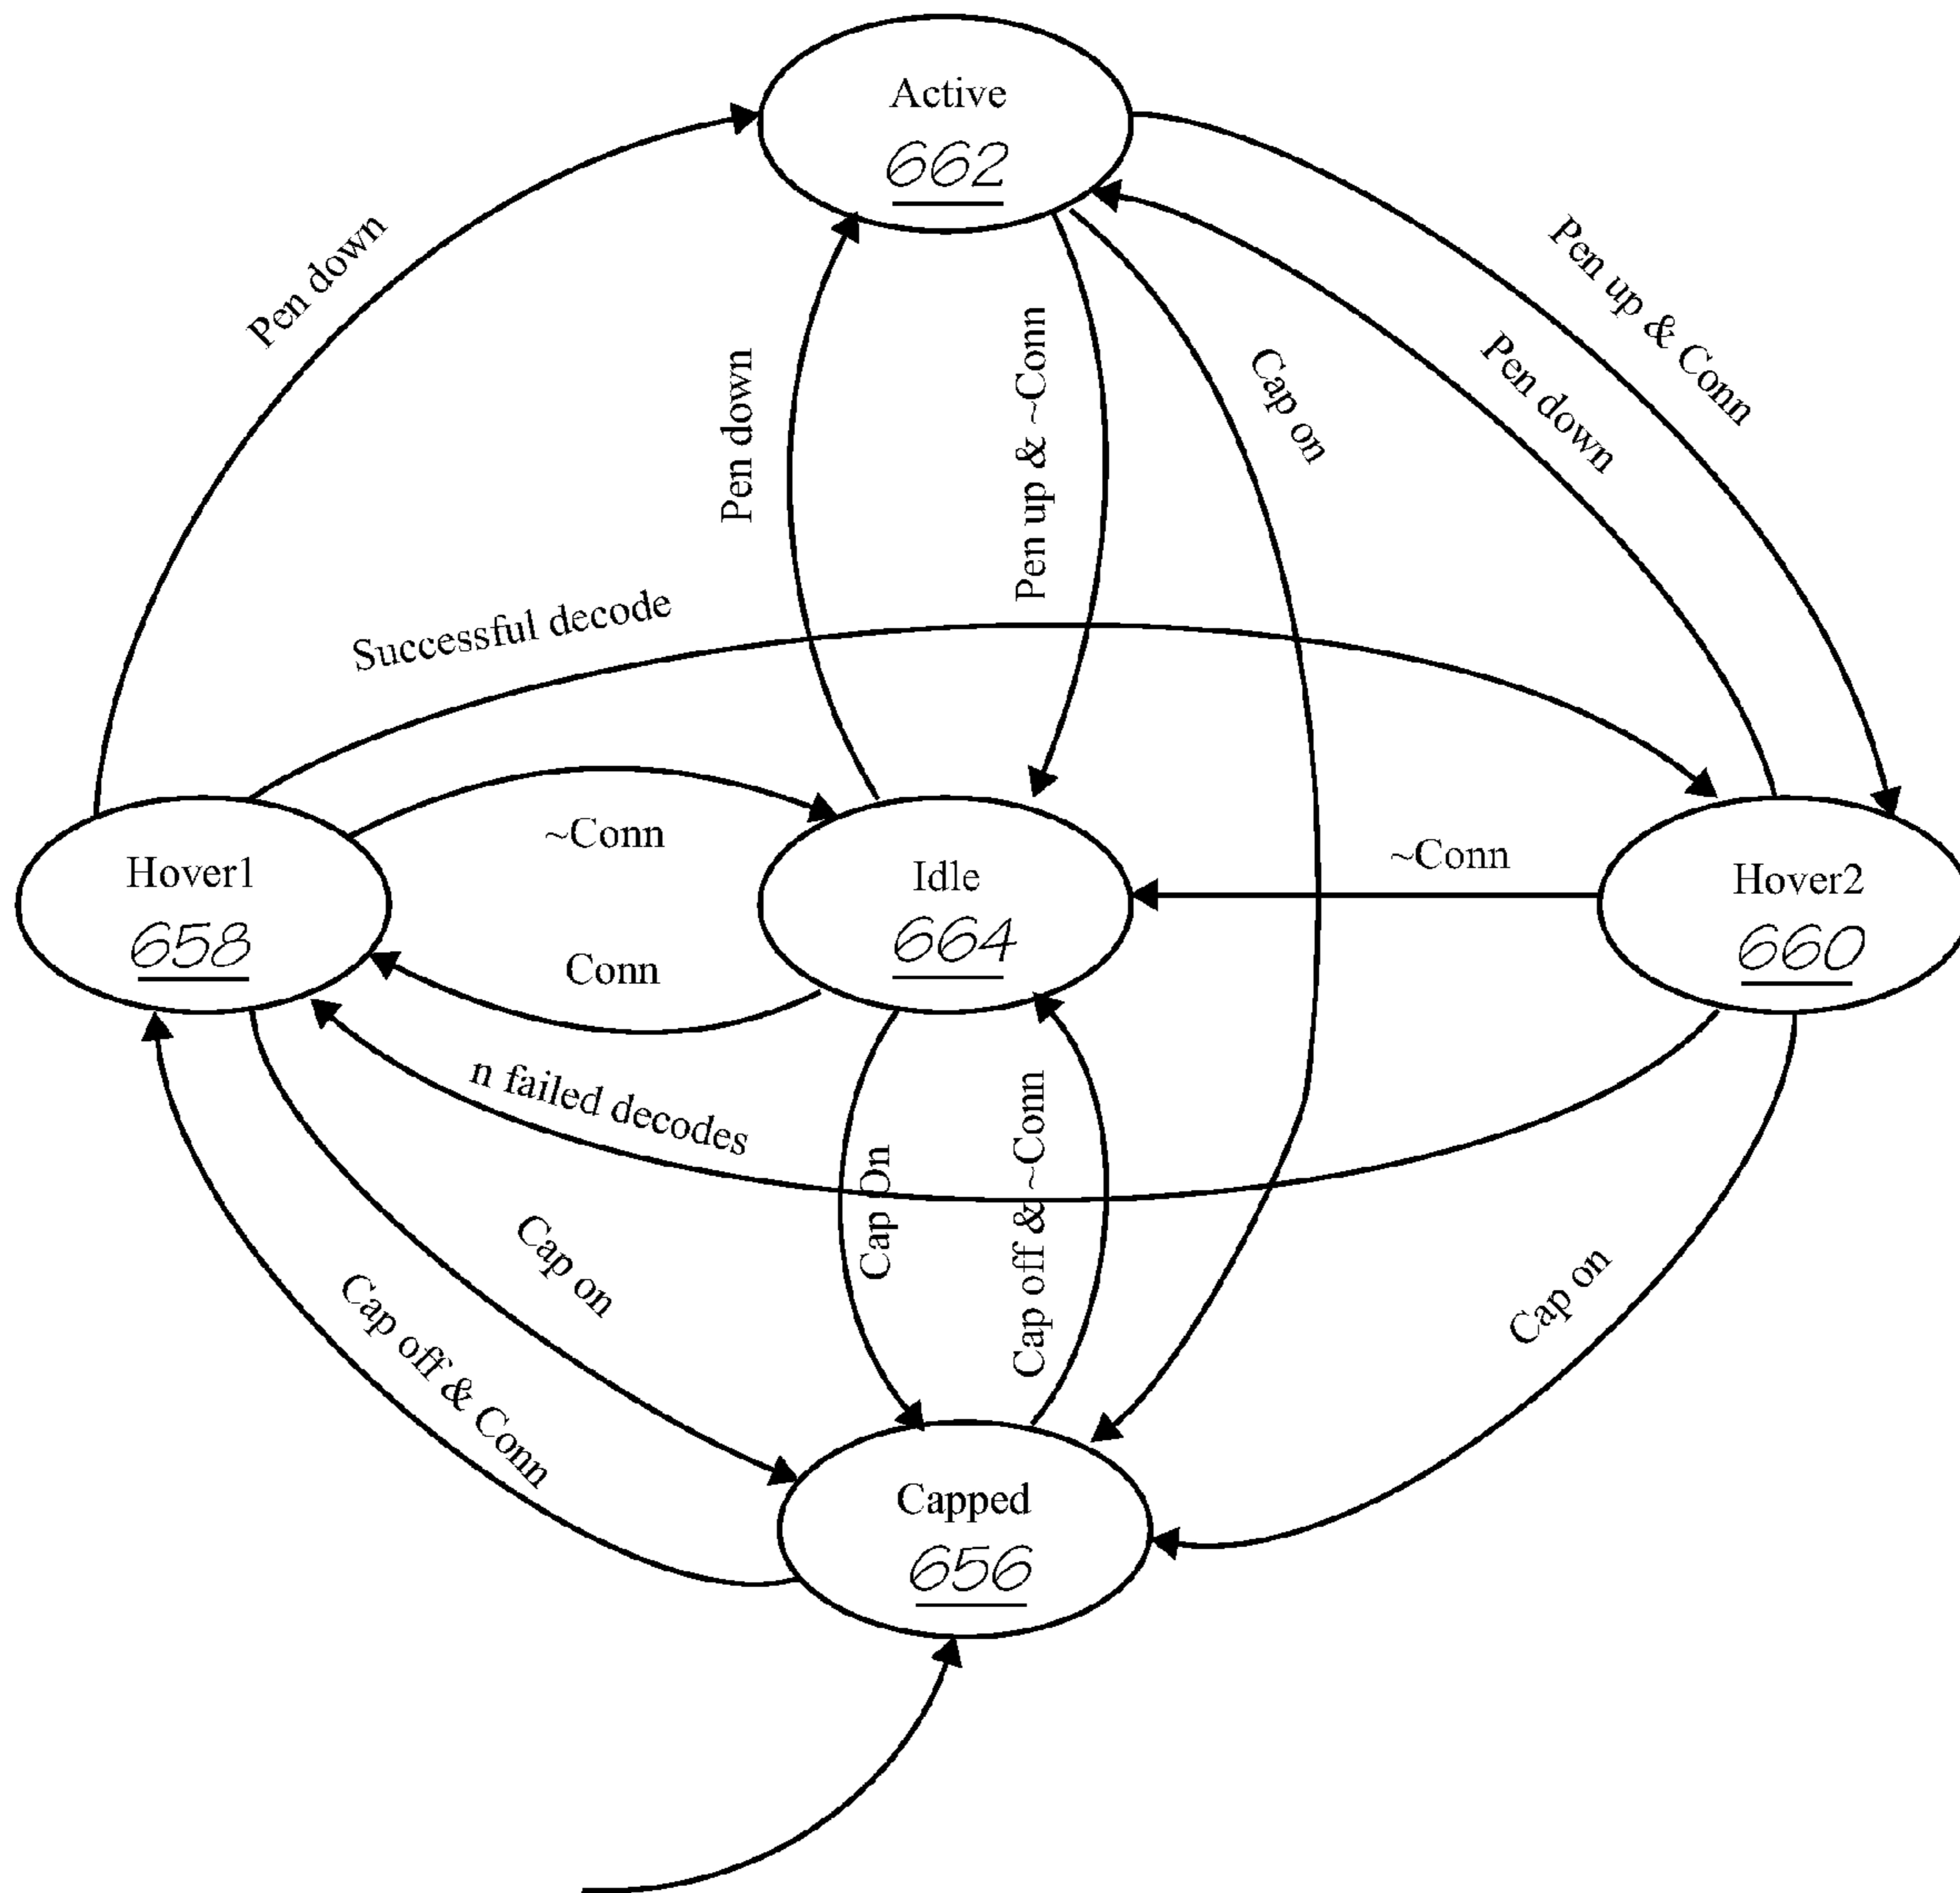 Active
662
Pen down
Pen up & Conn
Pen down
Pen down
Pen up & ~Conn
Cap on
Successful decode
~Conn
~Conn
Hover1
658
Idle
664
Hover2
660
Conn
n failed decodes
Cap On
Cap off & ~Conn
Cap on
Cap off & Conn
Cap on
Capped
656